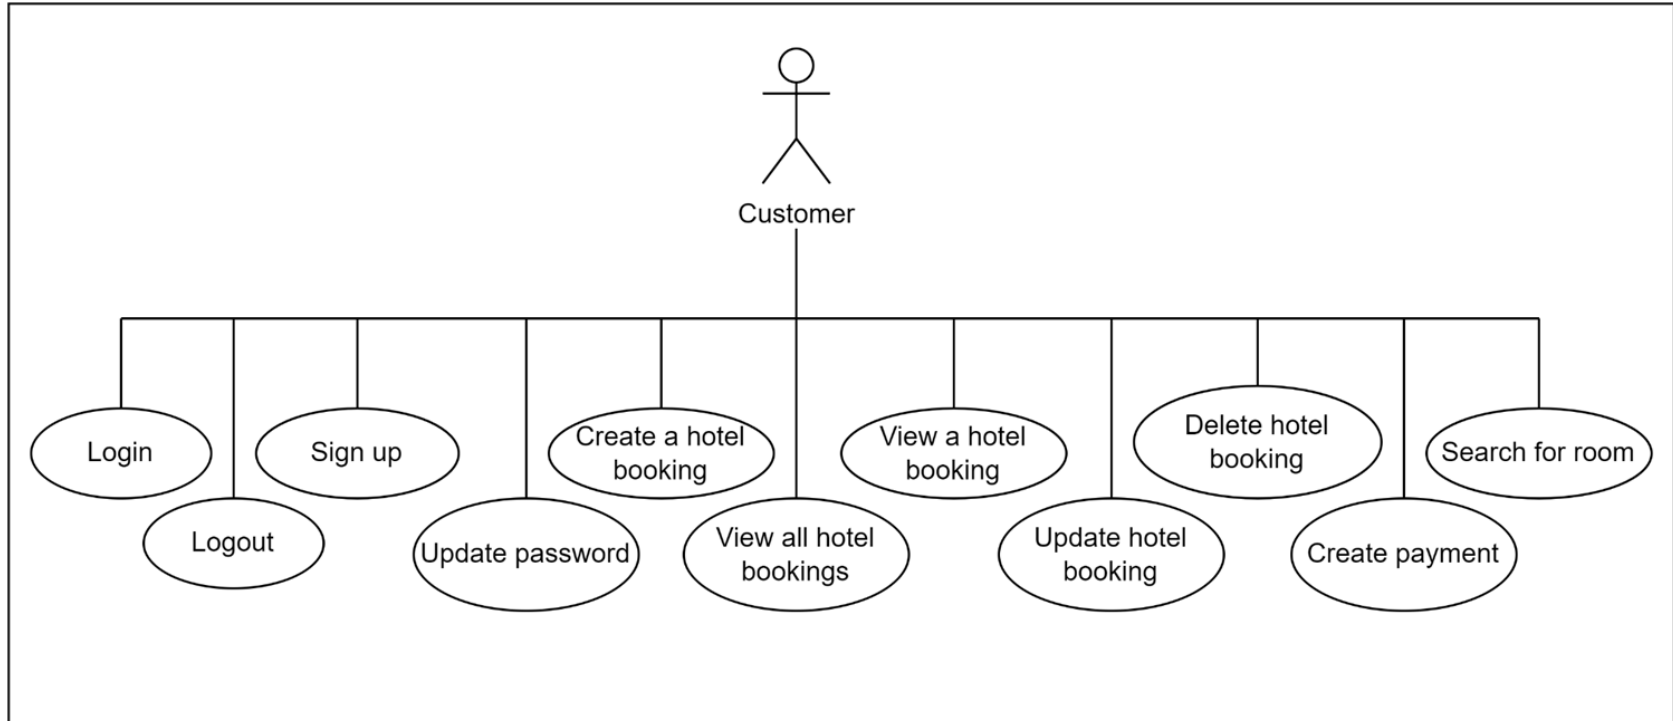 Customer
Login
Logout
Sign up
Update password
Create a hotel
booking
View all hotel
bookings
View a hotel
booking
Update hotel
booking
Delete hotel
booking
Create payment
Search for room